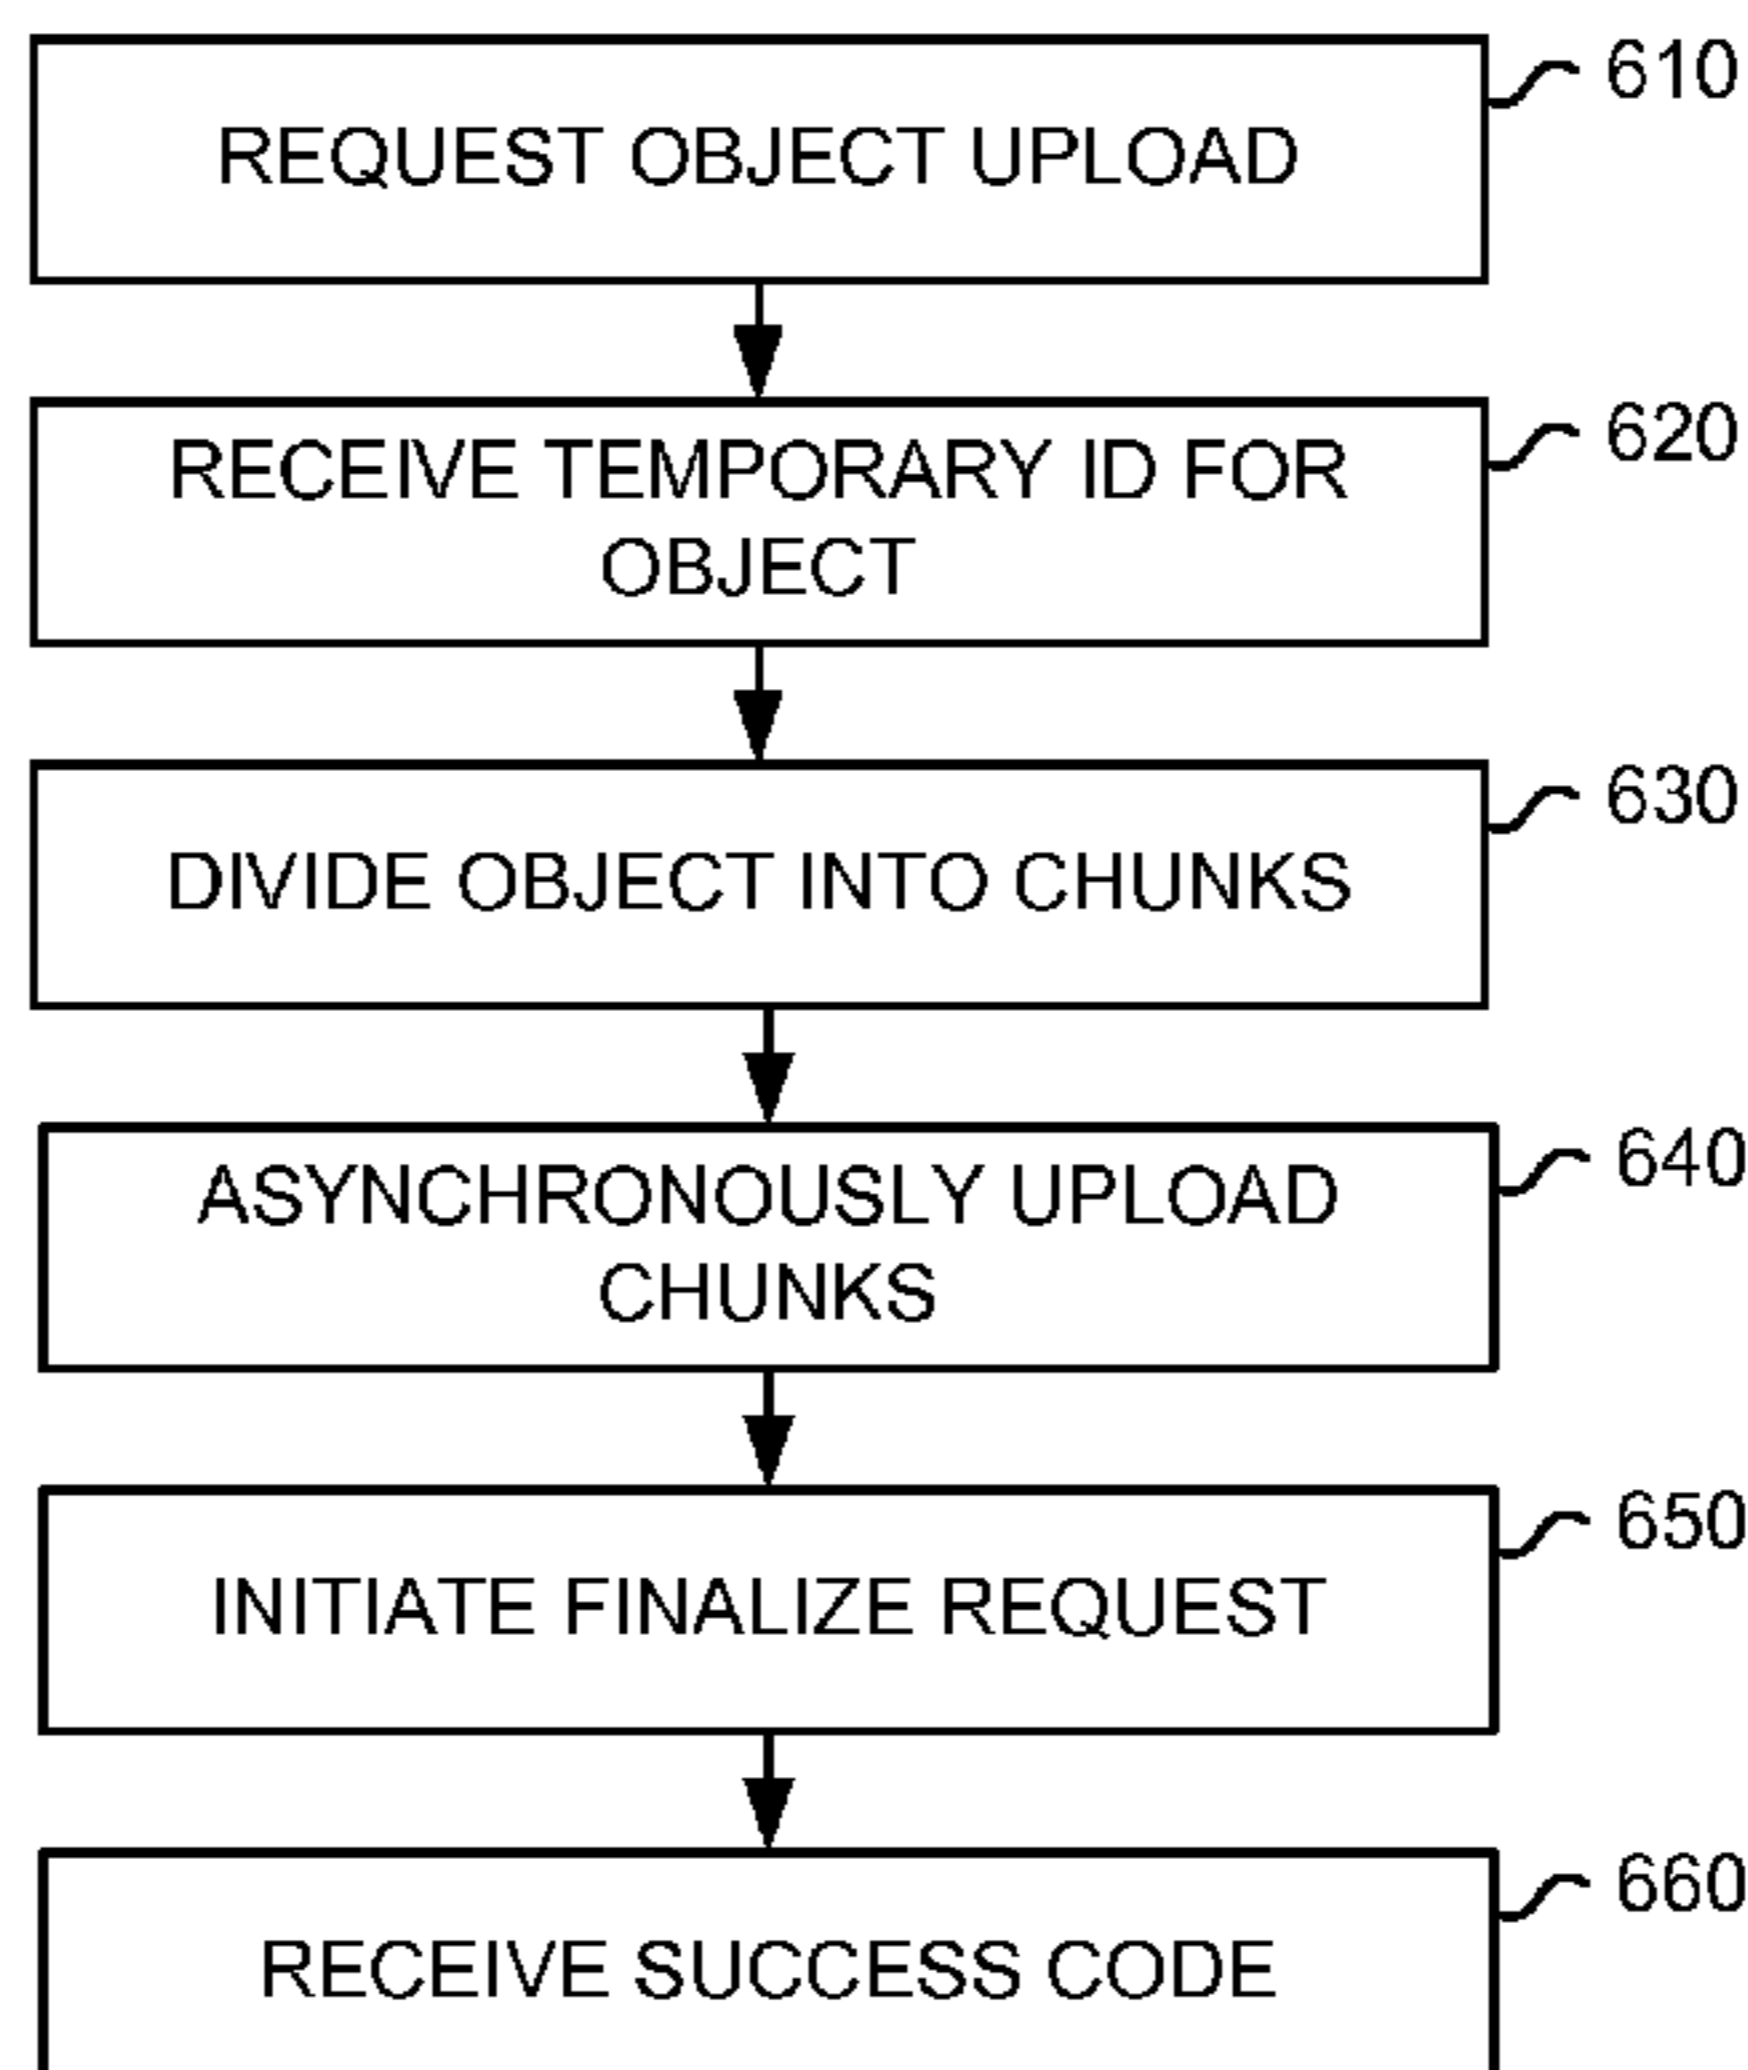 610
REQUEST OBJECT UPLOAD
620
RECEIVE TEMPORARY ID FOR
OBJECT
630
DIVIDE OBJECT INTO CHUNKS
640
ASYNCHRONOUSLY UPLOAD
CHUNKS
650
INITIATE FINALIZE REQUEST
660
RECEIVE SUCCESS CODE